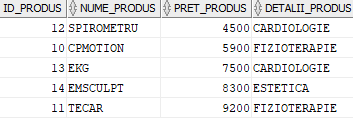 ID_PRODUS NUME_PRODUS PRET_PRODUS DETALII_PRODUS
12 SPIROMETRU 4500 CARDIOLOGIE
10 CPMOTION 5900 FIZIOTERAPIE
13 EKG 7500 CARDIOLOGIE
14 EMSCULPT 8300 ESTETICA
11 TECAR 9200 FIZIOTERAPIE